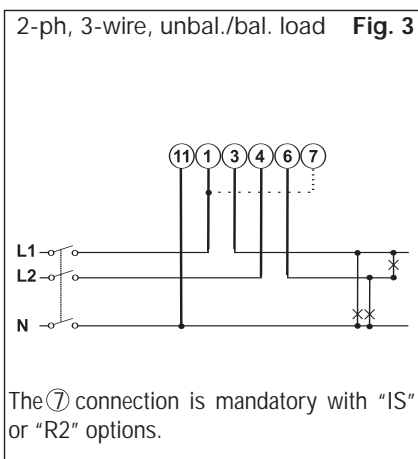 2-ph, 3-wire, unbal./bal. load Fig. 3
11 1 3 4 6 7
L1
L2
N
The 7 connection is mandatory with “IS”
or “R2” options.